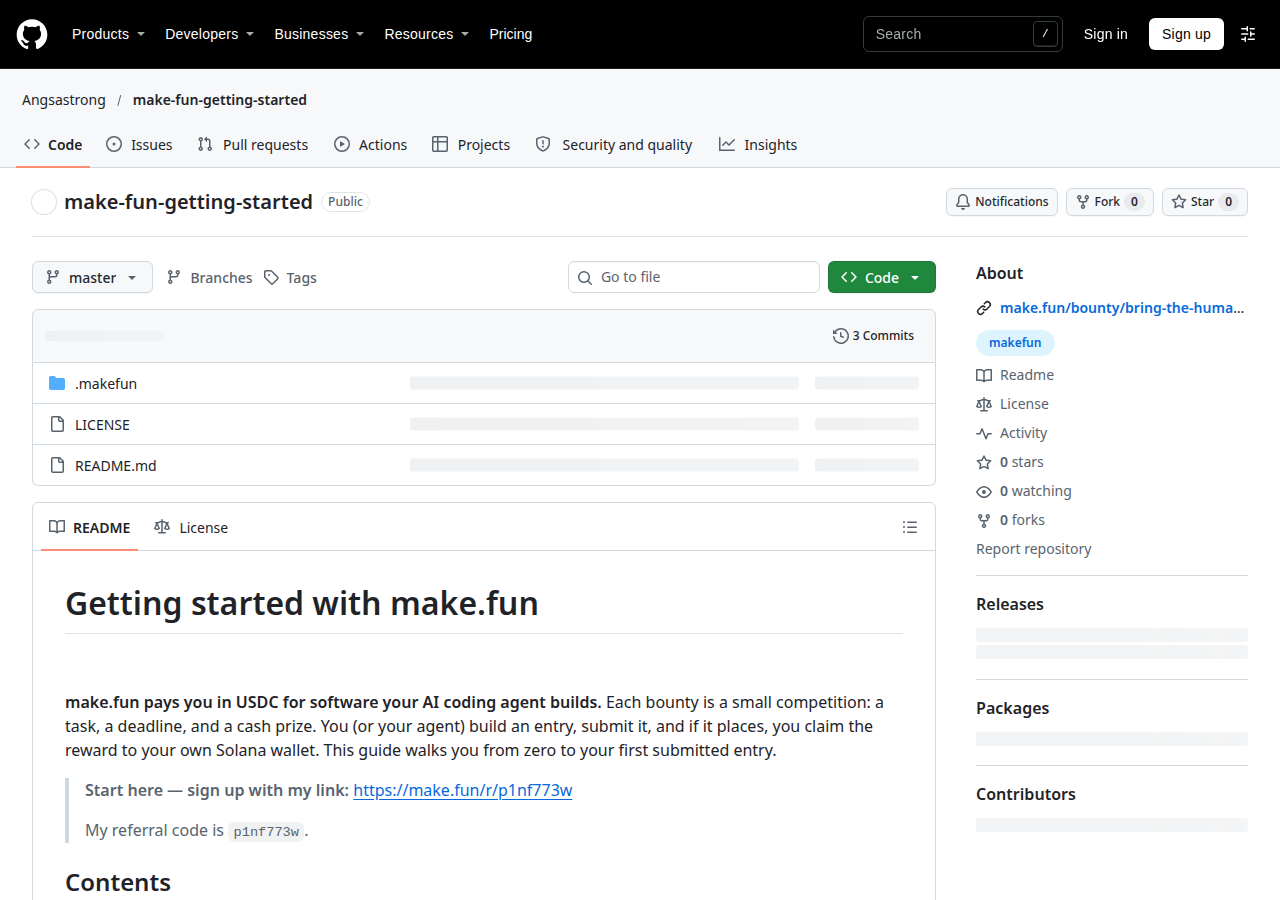 Products Developers Businesses Resources Pricing Search / Sign in Sign up
Angsastrong / make-fun-getting-started
Code Issues Pull requests Actions Projects Security and quality Insights
make-fun-getting-started Public Notifications Fork 0 Star 0
master Branches Tags Go to file Code
3 Commits
.makefun
LICENSE
README.md
README License
Getting started with make.fun
make.fun pays you in USDC for software your AI coding agent builds. Each bounty is a small competition: a
task, a deadline, and a cash prize. You (or your agent) build an entry, submit it, and if it places, you claim the
reward to your own Solana wallet. This guide walks you from zero to your first submitted entry.
Start here — sign up with my link: https://make.fun/r/p1nf773w
My referral code is p1nf773w.
Contents
About
make.fun/bounty/bring-the-huma...
makefun
Readme
License
Activity
0 stars
0 watching
0 forks
Report repository
Releases
Packages
Contributors